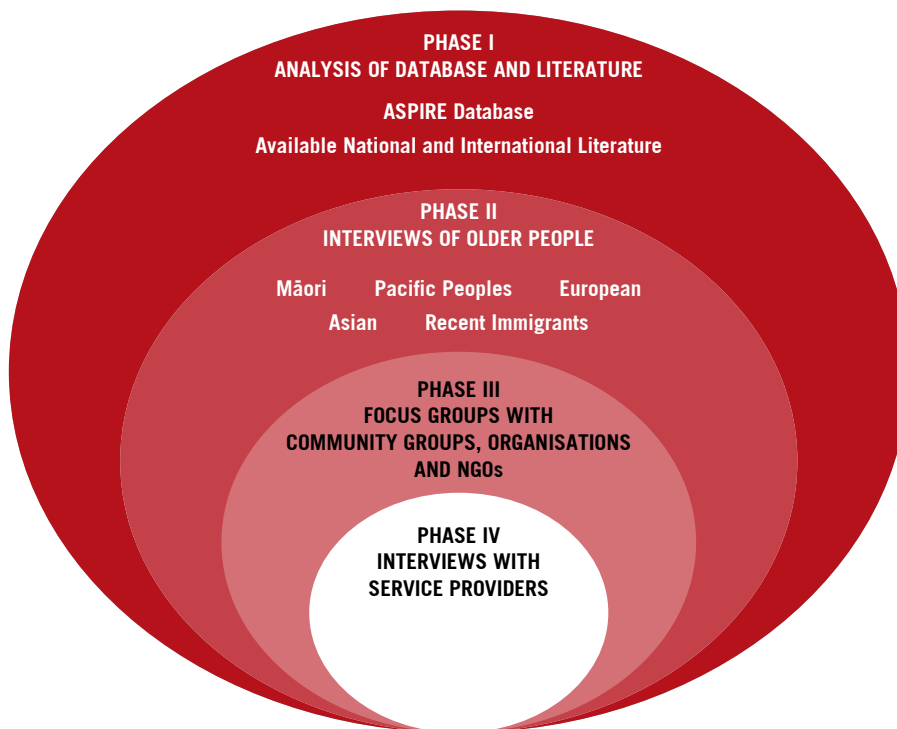 PHASE I
ANALYSIS OF DATABASE AND LITERATURE
ASPIRE Database
Available National and International Literature
PHASE II
INTERVIEWS OF OLDER PEOPLE
Māori Pacific Peoples European
Asian Recent Immigrants
PHASE III
FOCUS GROUPS WITH
COMMUNITY GROUPS, ORGANISATIONS
AND NGOs
PHASE IV
INTERVIEWS WITH
SERVICE PROVIDERS